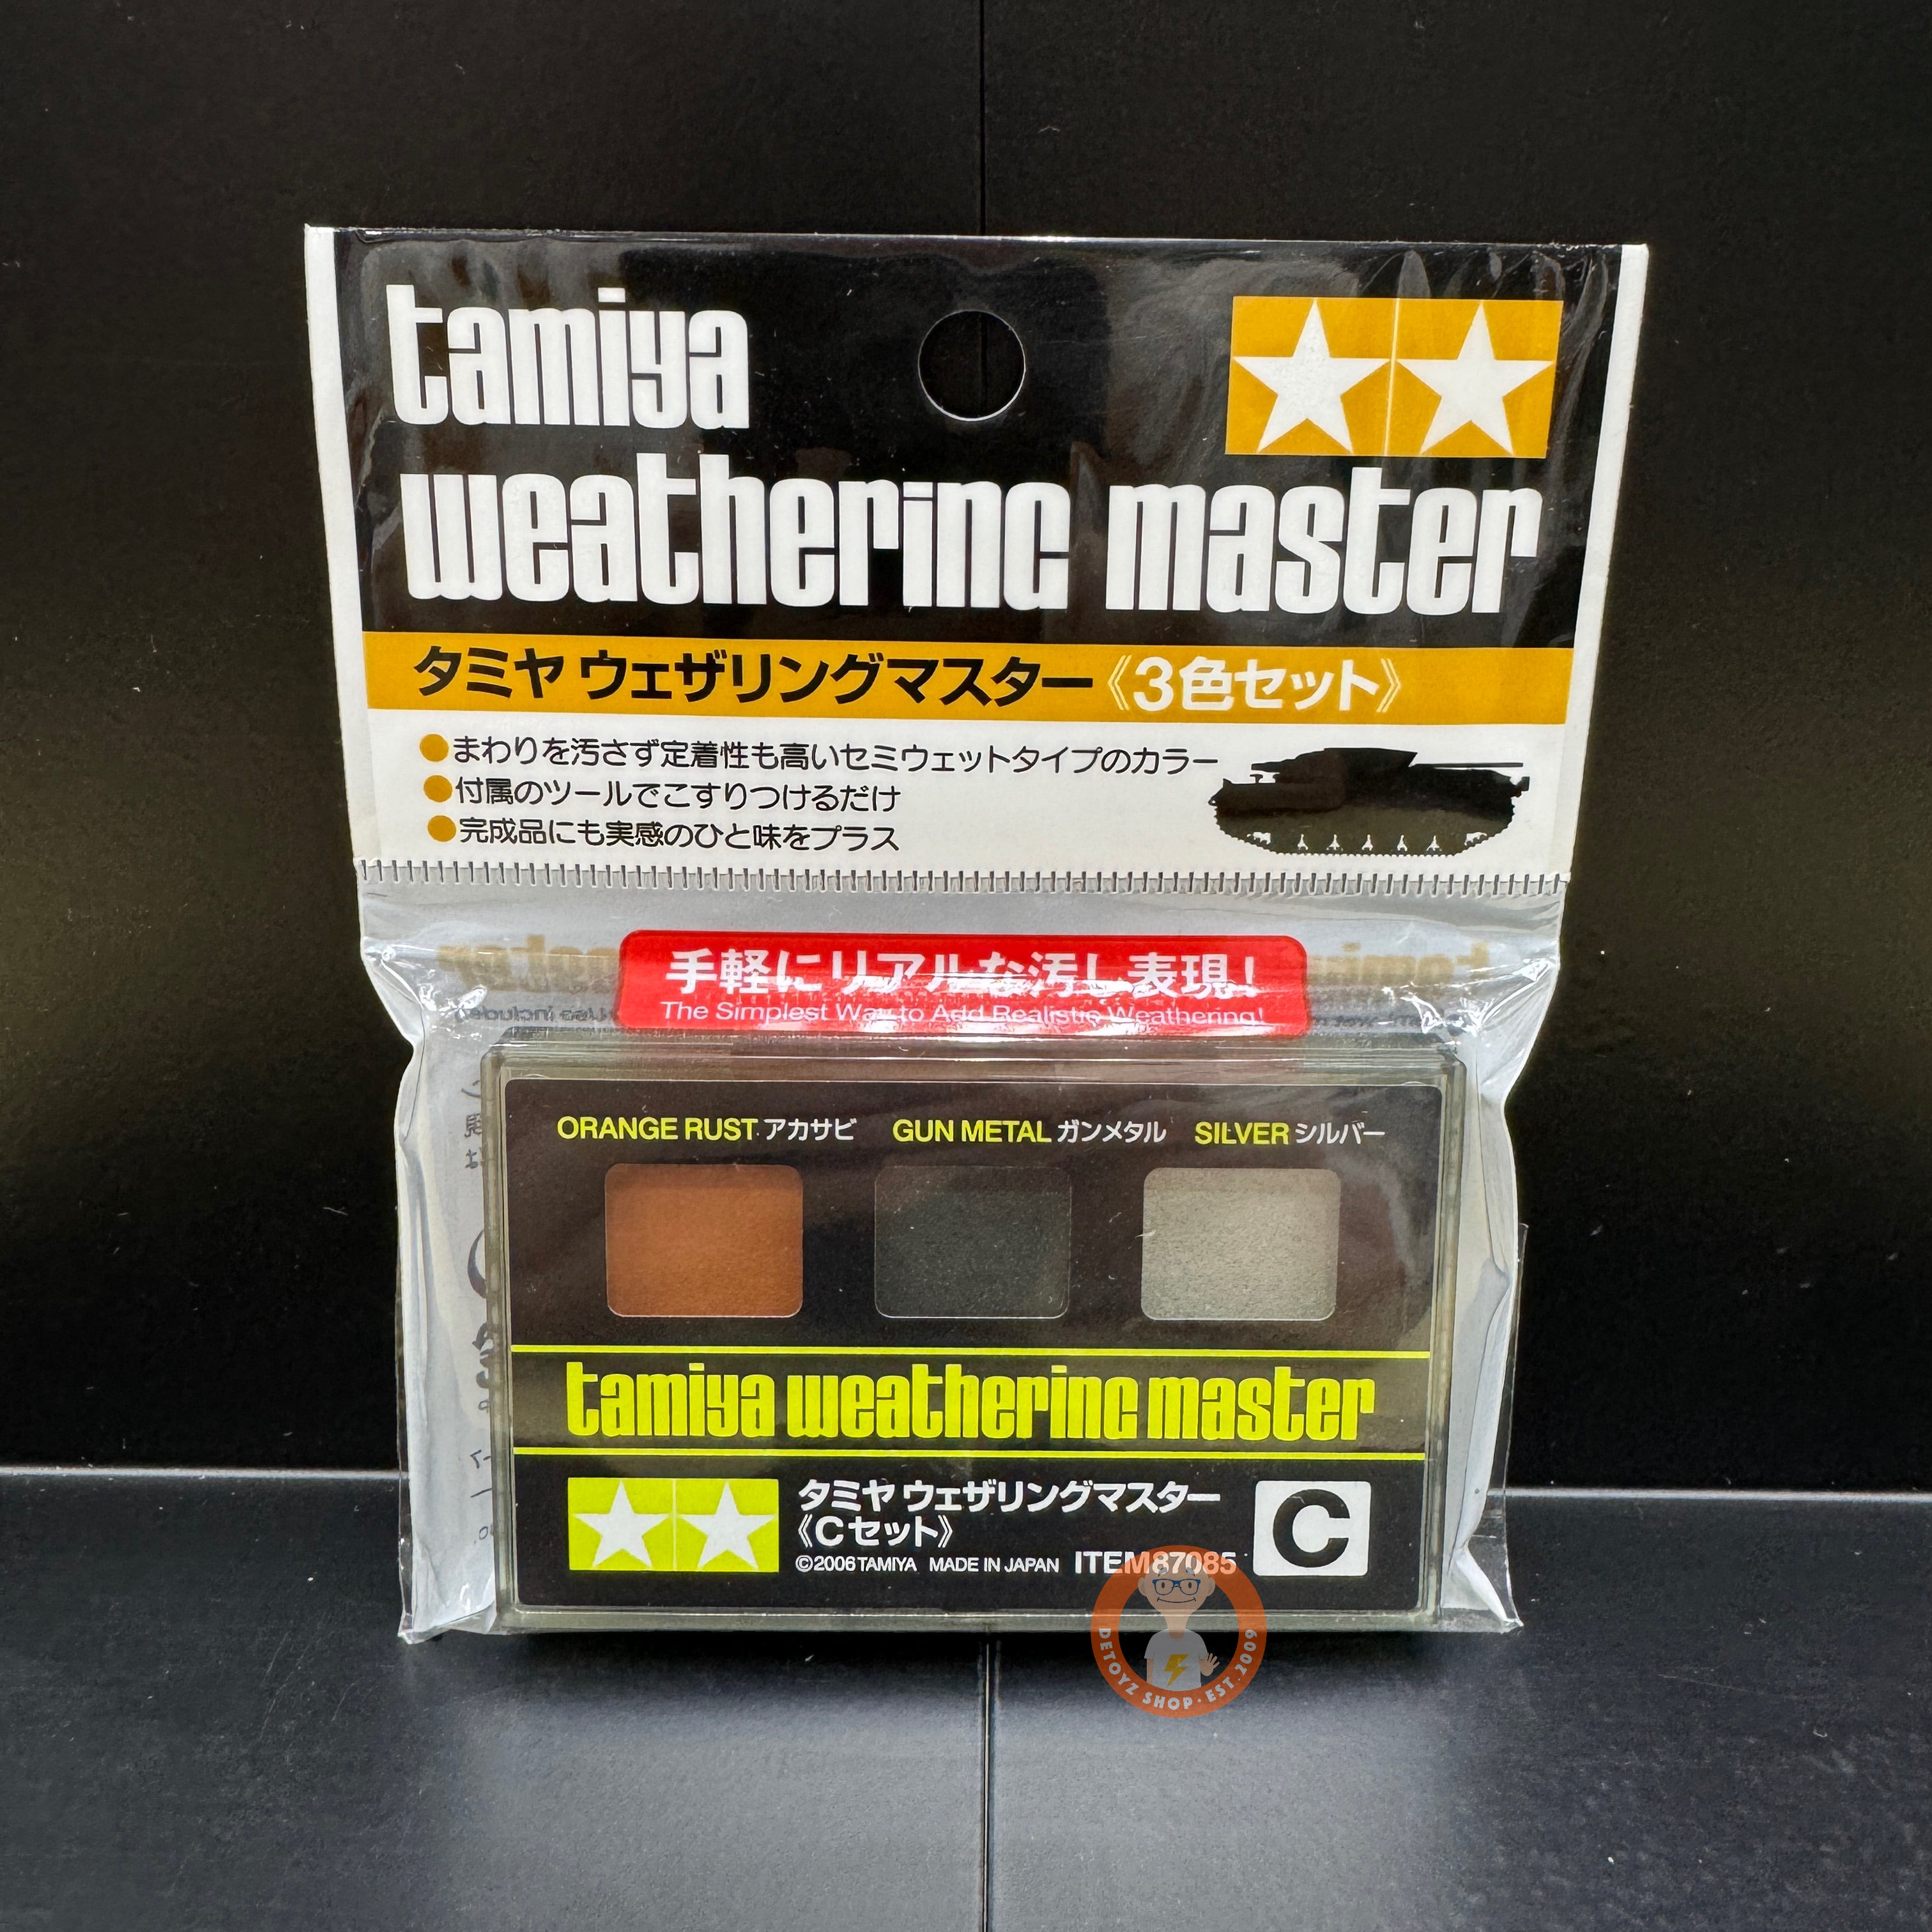 tamiya
weathering master
タミヤ ウェザリングマスター《3色セット》
●まわりを汚さず定着性も高いセミウェットタイプのカラー
●付属のツールでこすりつけるだけ
●完成品にも実感のひと味をプラス
手軽にリアルな汚し表現!
The Simplest Way to Add Realistic Weathering!
ORANGE RUST アカサビ GUN METAL ガンメタル SILVER シルバー
tamiya weathering master
タミヤ ウェザリングマスター
《Cセット》
C
©2006 TAMIYA MADE IN JAPAN ITEM87085
DETOYZ SHOP · EST. 2009